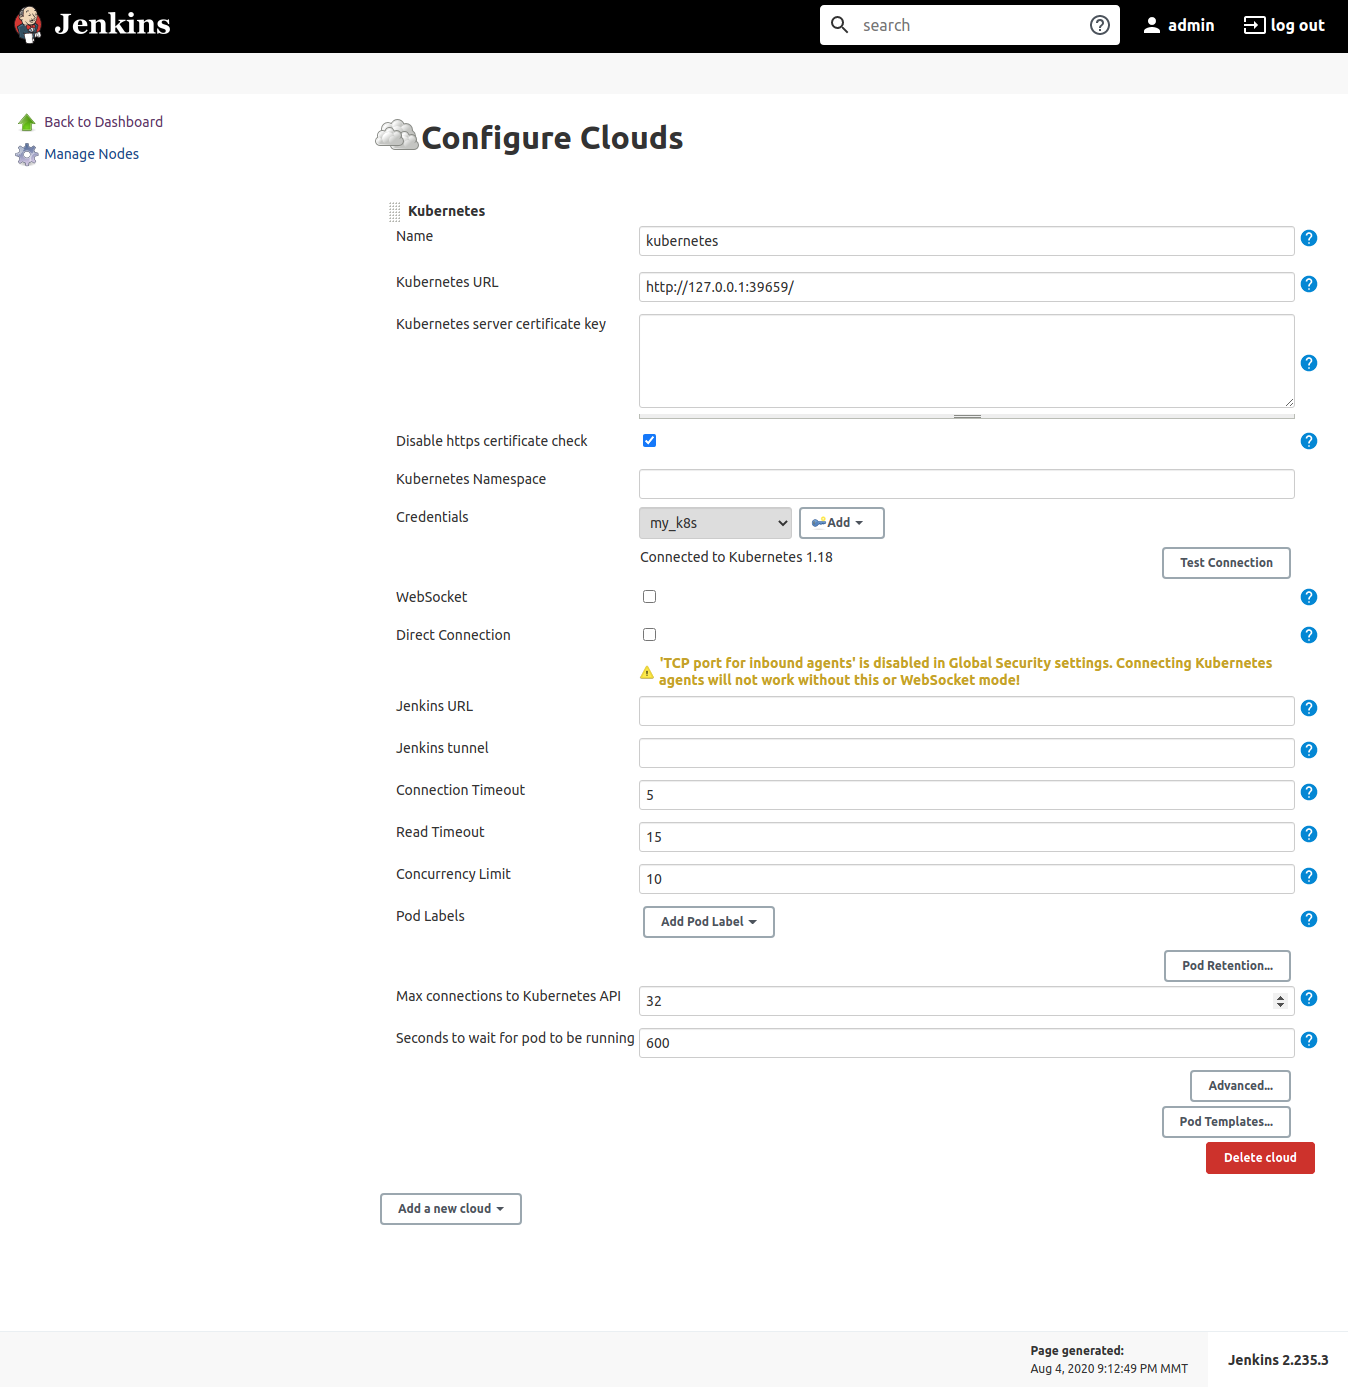 Jenkins
search
admin
log out
Back to Dashboard
Manage Nodes
Configure Clouds
Kubernetes
Name
kubernetes
Kubernetes URL
http://127.0.0.1:39659/
Kubernetes server certificate key
Disable https certificate check
Kubernetes Namespace
Credentials
my_k8s
Add
Connected to Kubernetes 1.18
Test Connection
WebSocket
Direct Connection
'TCP port for inbound agents' is disabled in Global Security settings. Connecting Kubernetes
agents will not work without this or WebSocket mode!
Jenkins URL
Jenkins tunnel
Connection Timeout
5
Read Timeout
15
Concurrency Limit
10
Pod Labels
Add Pod Label
Pod Retention...
Max connections to Kubernetes API
32
Seconds to wait for pod to be running
600
Advanced...
Pod Templates...
Delete cloud
Add a new cloud
Page generated:
Aug 4, 2020 9:12:49 PM MMT
Jenkins 2.235.3